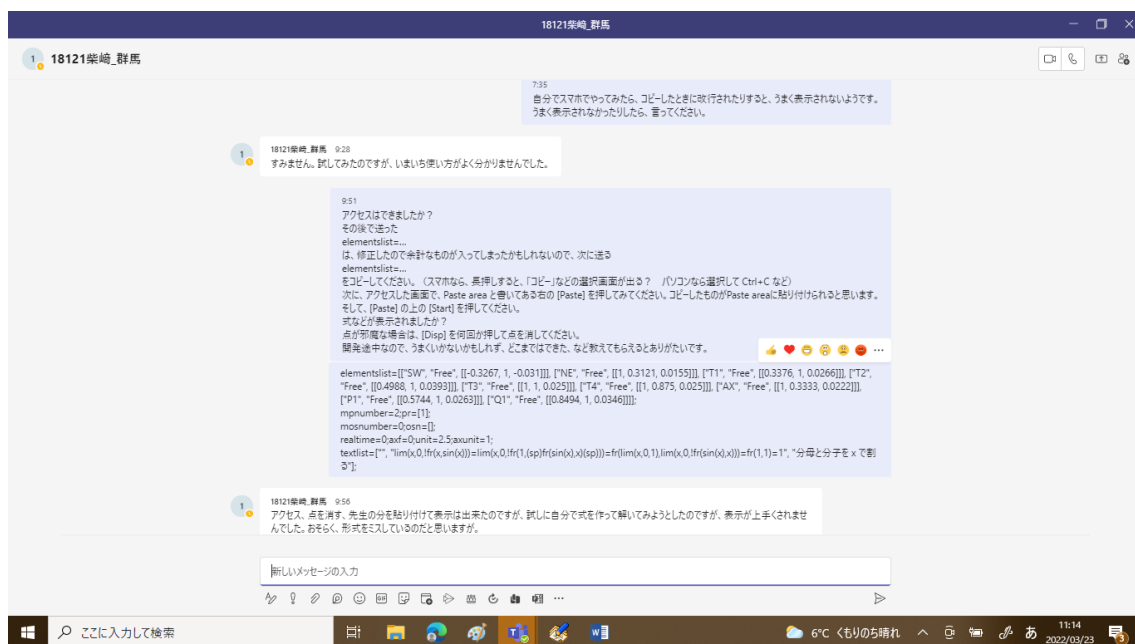 18121柴﨑_群馬
1 18121柴﨑_群馬
7:35
自分でスマホでやってみたら、コピーしたときに改行されたりすると、うまく表示されないようです。
うまく表示されなかったりしたら、言ってください。
1 18121柴﨑_群馬 9:28
すみません。試してみたのですが、いまいち使い方がよく分かりませんでした。
9:51
アクセスはできましたか？
その後で送った
elementslist=...
は、修正したので余計なものが入ってしまったかもしれないので、次に送る
elementslist=...
をコピーしてください。（スマホなら、長押しすると、「コピー」などの選択画面が出る？　パソコンなら選択して Ctrl+C など）
次に、アクセスした画面で、Paste area と書いてある右の [Paste] を押してみてください。コピーしたものがPaste areaに貼り付けられると思います。
そして、[Paste] の上の [Start] を押してください。
式などが表示されましたか？
点が邪魔な場合は、[Disp] を何回か押して点を消してください。
開発途中なので、うまくいかないかもしれず、どこまではできた、など教えてもらえるとありがたいです。
elementslist=[["SW", "Free", [[-0.3267, 1, -0.031]]], ["NE", "Free", [[1, 0.3121, 0.0155]]], ["T1", "Free", [[0.3376, 1, 0.0266]]], ["T2",
"Free", [[0.4988, 1, 0.0393]]], ["T3", "Free", [[1, 1, 0.025]]], ["T4", "Free", [[1, 0.875, 0.025]]], ["AX", "Free", [[1, 0.3333, 0.0222]]],
["P1", "Free", [[0.5744, 1, 0.0263]]], ["Q1", "Free", [[0.8494, 1, 0.0346]]]];
mpnumber=2;pr=[1];
mosnumber=0;osn=[];
realtime=0;axf=0;unit=2.5;axunit=1;
textlist=["", "lim(x,0,!fr(x,sin(x)))=lim(x,0,!fr(1,(sp)fr(sin(x),x)(sp)))=fr(lim(x,0,1),lim(x,0,!fr(sin(x),x)))=fr(1,1)=1", "分母と分子を x で割
る"];
1 18121柴﨑_群馬 9:56
アクセス、点を消す、先生の分を貼り付けて表示は出来たのですが、試しに自分で式を作って解いてみようとしたのですが、表示が上手くされませ
んでした。おそらく、形式をミスしているのだと思いますが。
新しいメッセージの入力
GIF
ここに入力して検索
6°C くもりのち晴れ
あ
11:14
2022/03/23
3